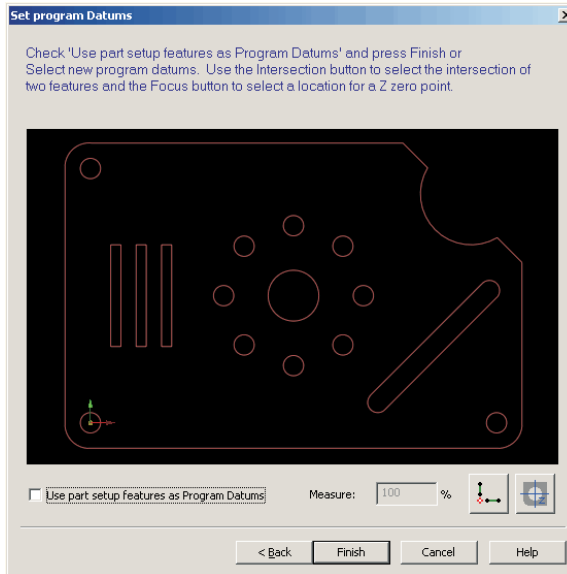 Set program Datums
Check 'Use part setup features as Program Datums' and press Finish or
Select new program datums. Use the Intersection button to select the intersection of
two features and the Focus button to select a location for a Z zero point.
Use part setup features as Program Datums Measure: 100 %
< Back Finish Cancel Help